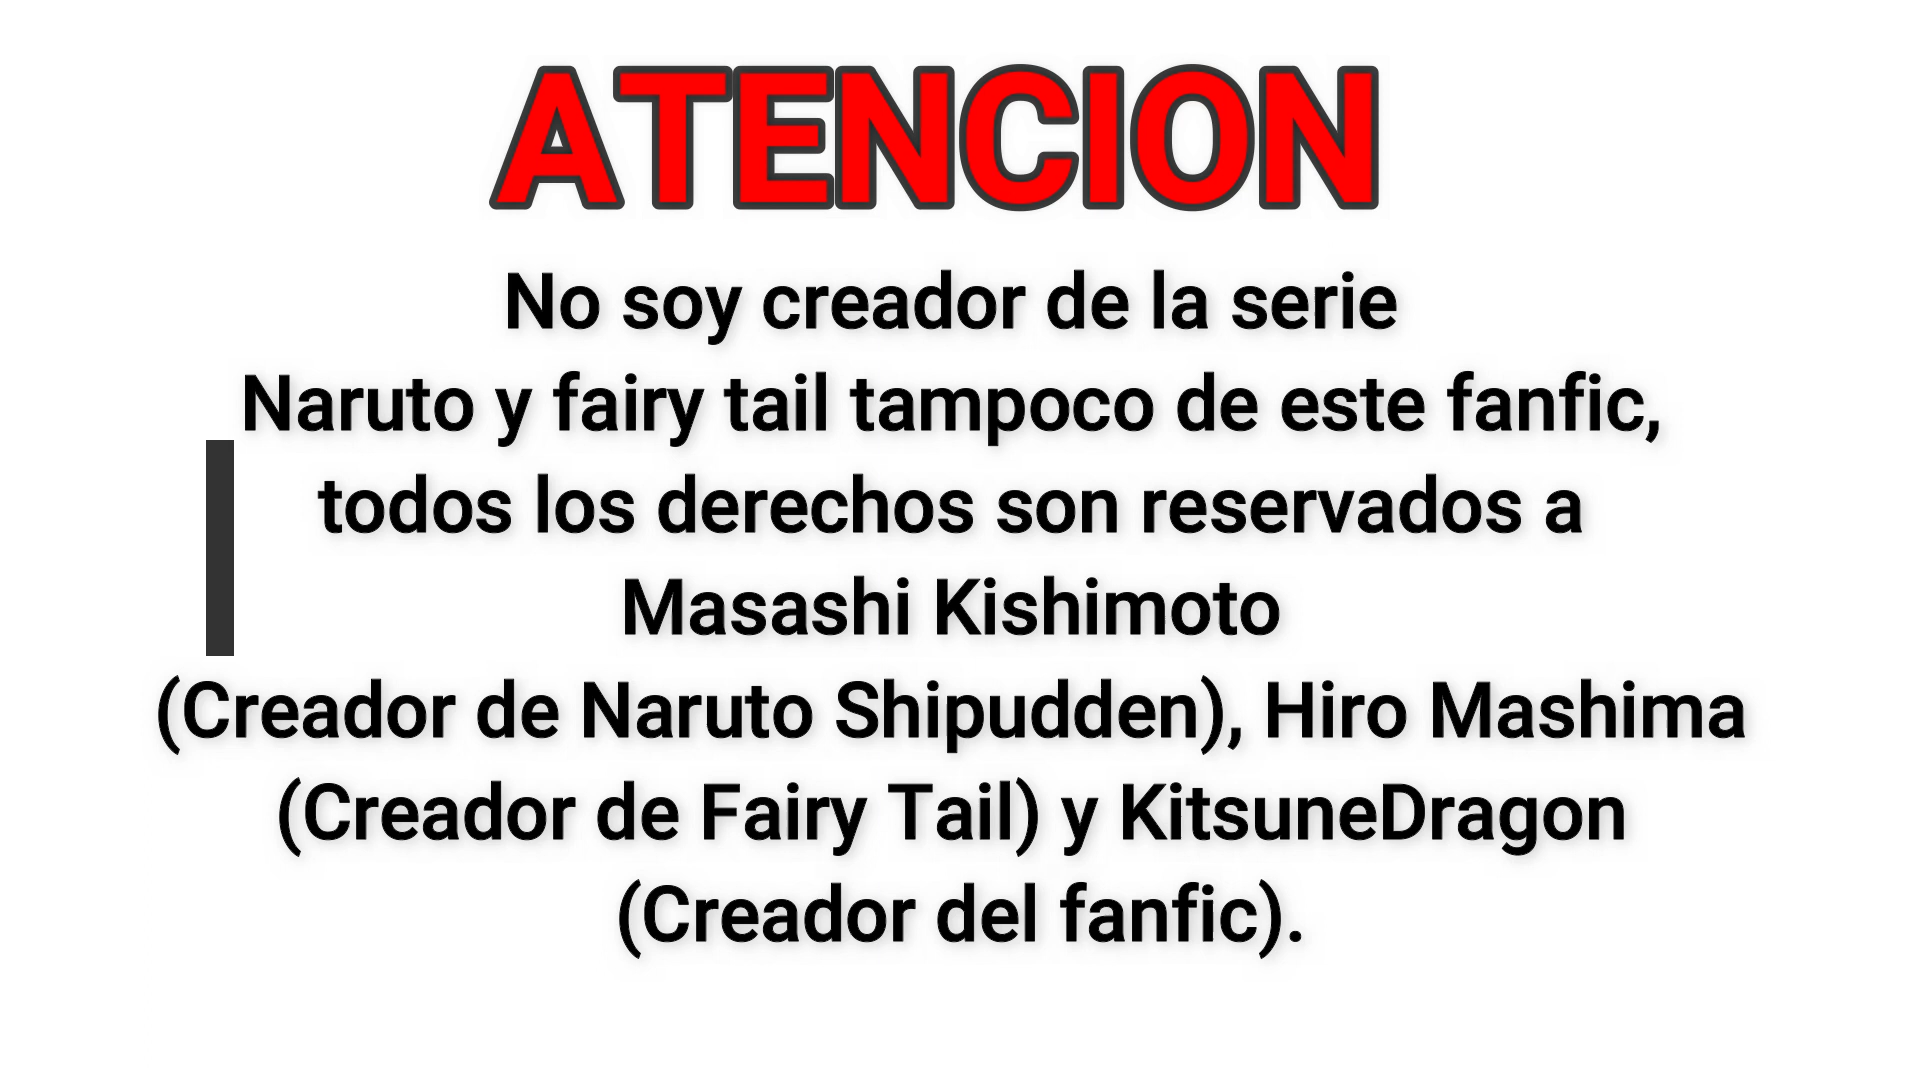 ATENCION
No soy creador de la serie
Naruto y fairy tail tampoco de este fanfic,
todos los derechos son reservados a
Masashi Kishimoto
(Creador de Naruto Shipudden), Hiro Mashima
(Creador de Fairy Tail) y KitsuneDragon
(Creador del fanfic).